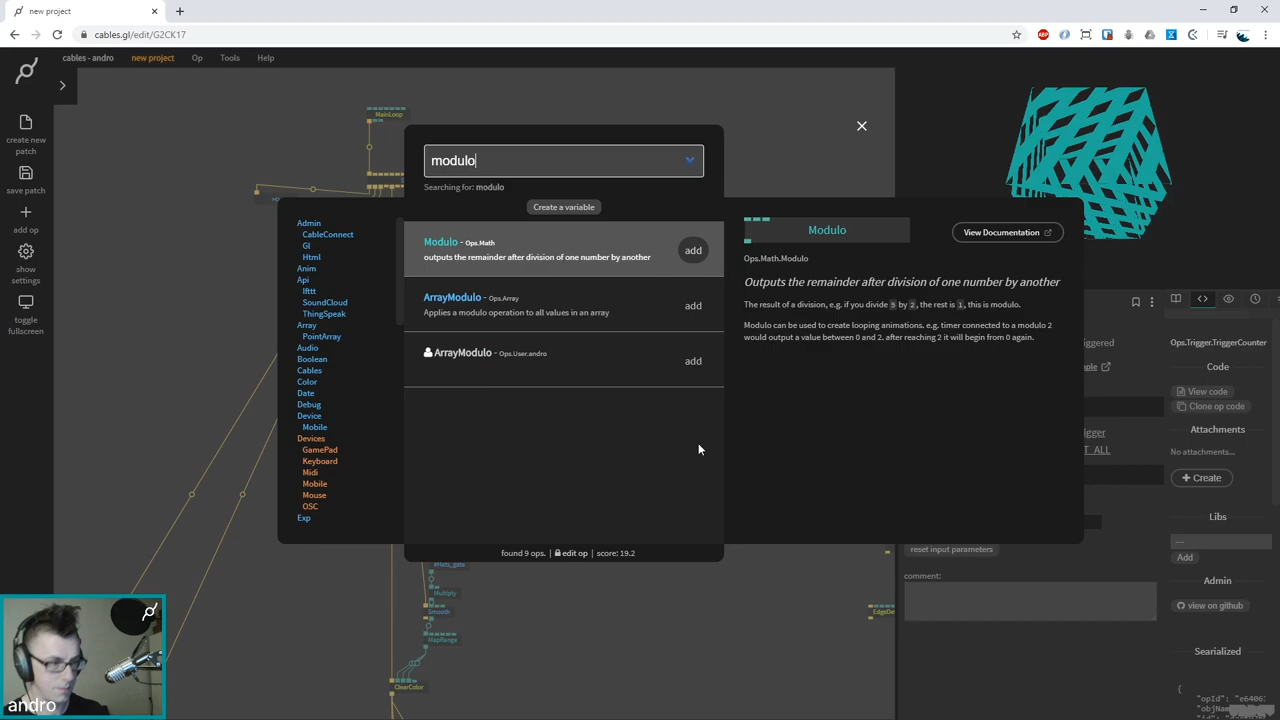 new project
cables.gl/edit/G2CK17
cables - andro
new project
Op
Tools
Help
create new
patch
save patch
add op
show
settings
toggle
fullscreen
MainLoop
modulo
Searching for: modulo
Create a variable
Admin
CableConnect
Gl
Html
Anim
Api
Ifttt
SoundCloud
ThingSpeak
Array
PointArray
Audio
Boolean
Cables
Color
Date
Debug
Device
Mobile
Devices
GamePad
Keyboard
Midi
Mobile
Mouse
OSC
Exp
Modulo - Ops.Math
outputs the remainder after division of one number by another
add
ArrayModulo - Ops.Array
Applies a modulo operation to all values in an array
add
ArrayModulo - Ops.User.andro
add
found 9 ops. | edit op | score: 19.2
Modulo
View Documentation
Ops.Math.Modulo
Outputs the remainder after division of one number by another
The result of a division, e.g. if you divide 5 by 2, the rest is 1, this is modulo.
Modulo can be used to create looping animations. e.g. timer connected to a modulo 2
would output a value between 0 and 2. after reaching 2 it will begin from 0 again.
Ops.Trigger.TriggerCounter
Code
View code
Clone op code
Attachments
No attachments...
Create
Libs
---
Add
Admin
view on github
Searialized
{
"opId": "e6406
"objNam
reset input parameters
comment:
Multiply
Smooth
MapRange
ClearColor
EdgeDe
andro